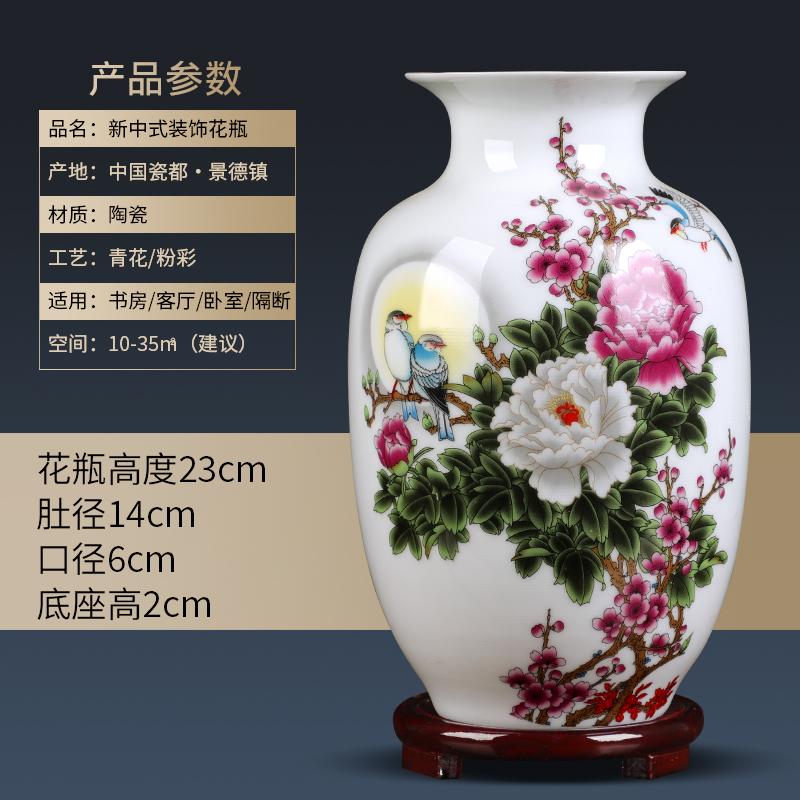 产品参数
品名：新中式装饰花瓶
产地：中国瓷都·景德镇
材质：陶瓷
工艺：青花/粉彩
适用：书房/客厅/卧室/隔断
空间：10-35㎡（建议）
花瓶高度23cm
肚径14cm
口径6cm
底座高2cm